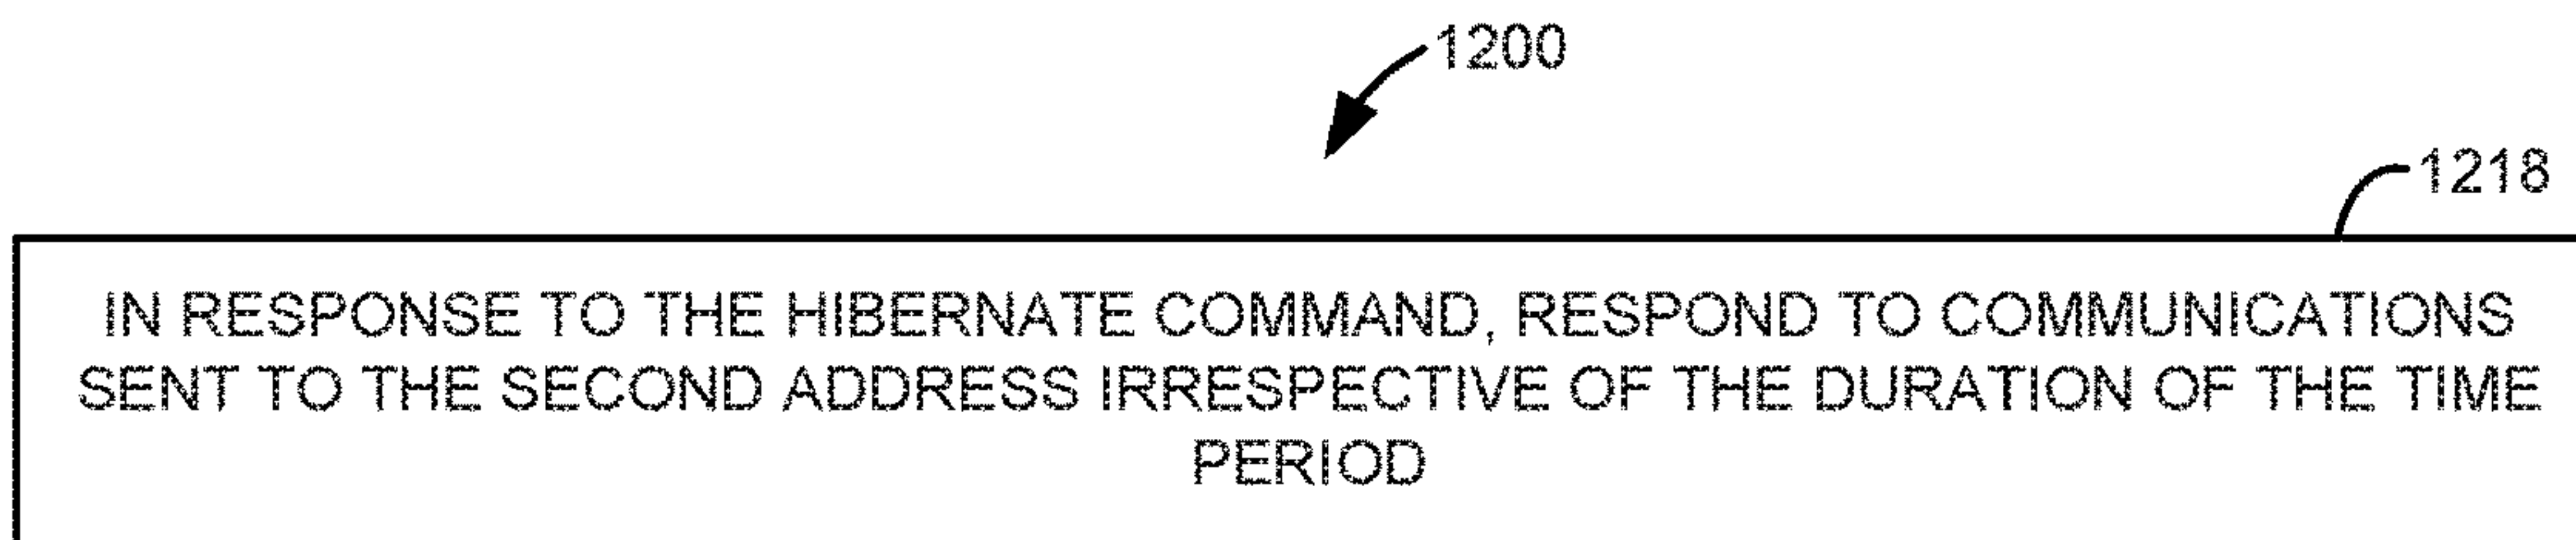 1200
1218
IN RESPONSE TO THE HIBERNATE COMMAND, RESPOND TO COMMUNICATIONS
SENT TO THE SECOND ADDRESS IRRESPECTIVE OF THE DURATION OF THE TIME
PERIOD